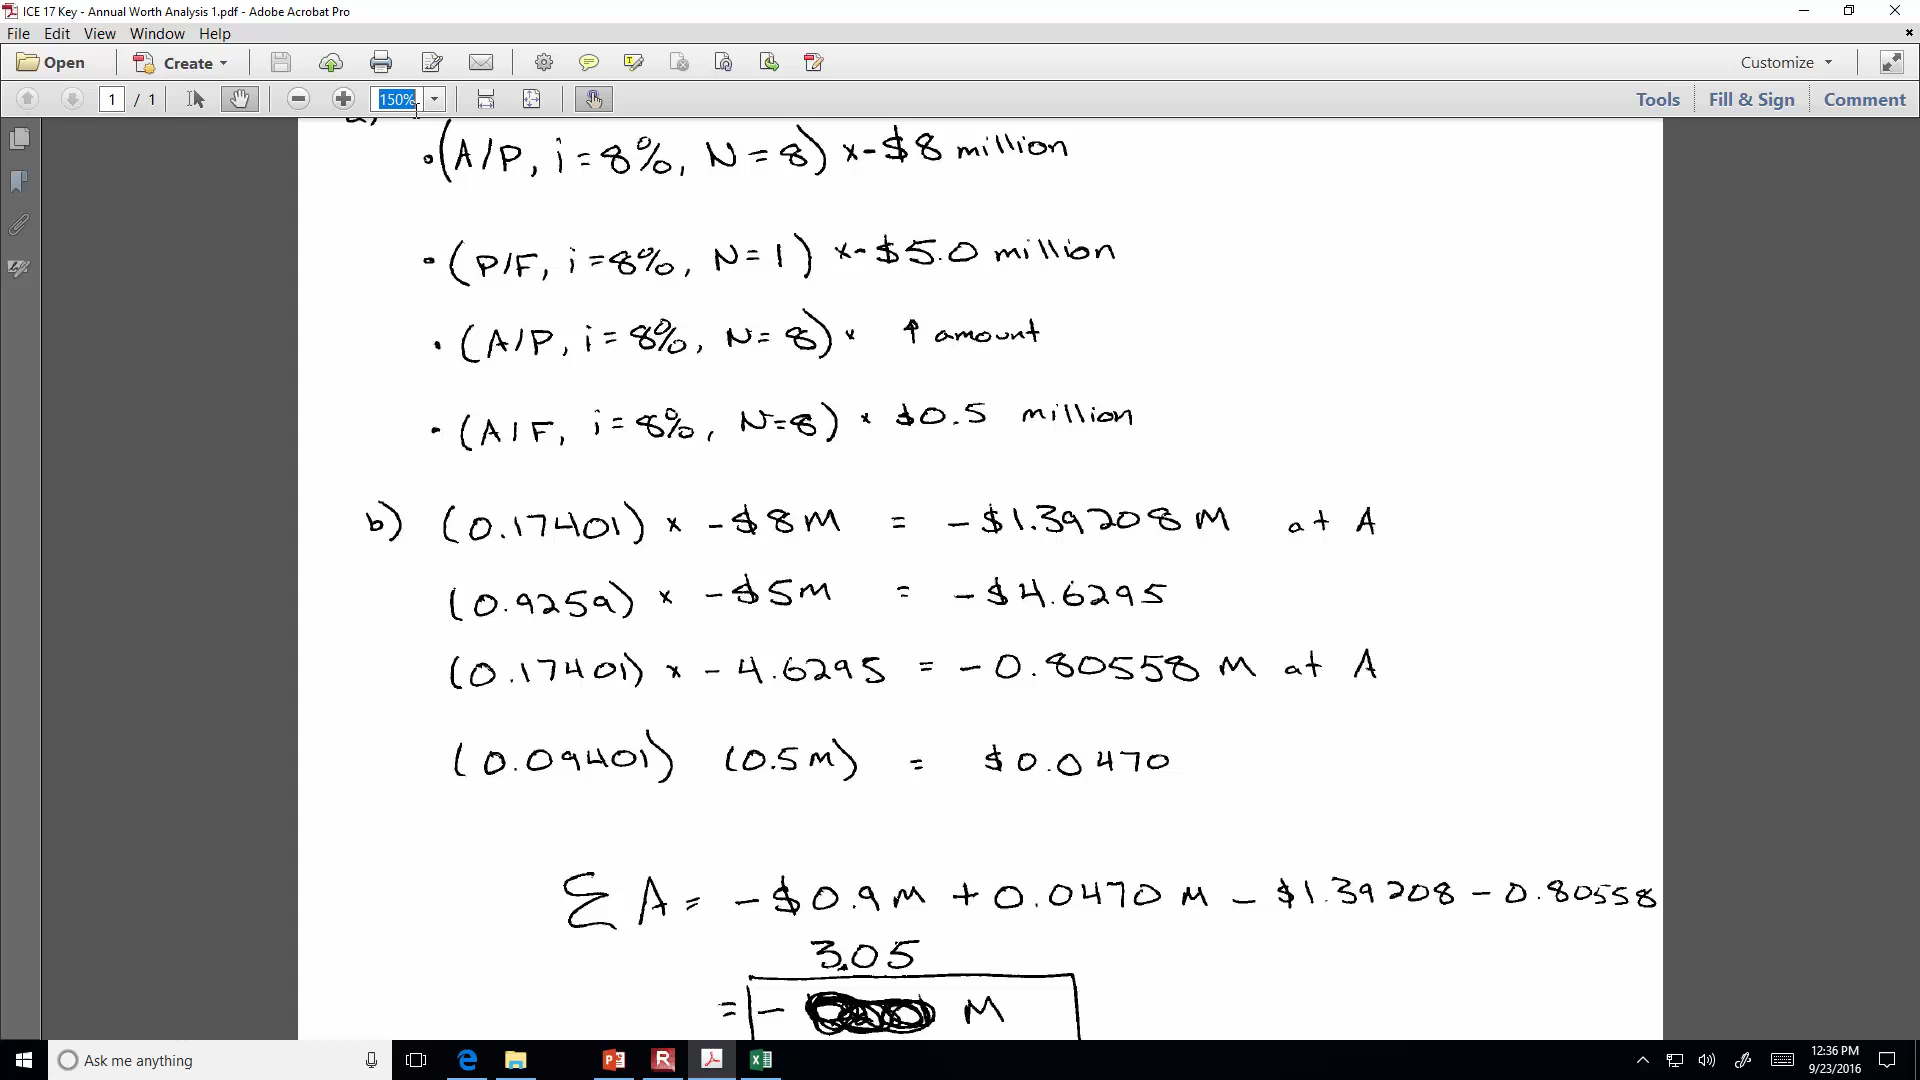 ICE 17 Key - Annual Worth Analysis 1.pdf - Adobe Acrobat Pro
File Edit View Window Help
Open Create Customize
1 / 1 150% Tools Fill & Sign Comment
• (A/P, i = 8%, N = 8) x -$8 million
• (P/F, i = 8%, N = 1) x -$5.0 million
• (A/P, i = 8%, N = 8) x ↑ amount
• (A/F, i = 8%, N=8) x $0.5 million
b) (0.17401) x -$8M = -$1.39208 M at A
(0.9259) x -$5M = -$4.6295
(0.17401) x -4.6295 = -0.80558 M at A
(0.09401) (0.5M) = $0.0470
Σ A = -$0.9M + 0.0470 M - $1.39208 - 0.80558
3.05
= - M
Ask me anything
12:36 PM
9/23/2016